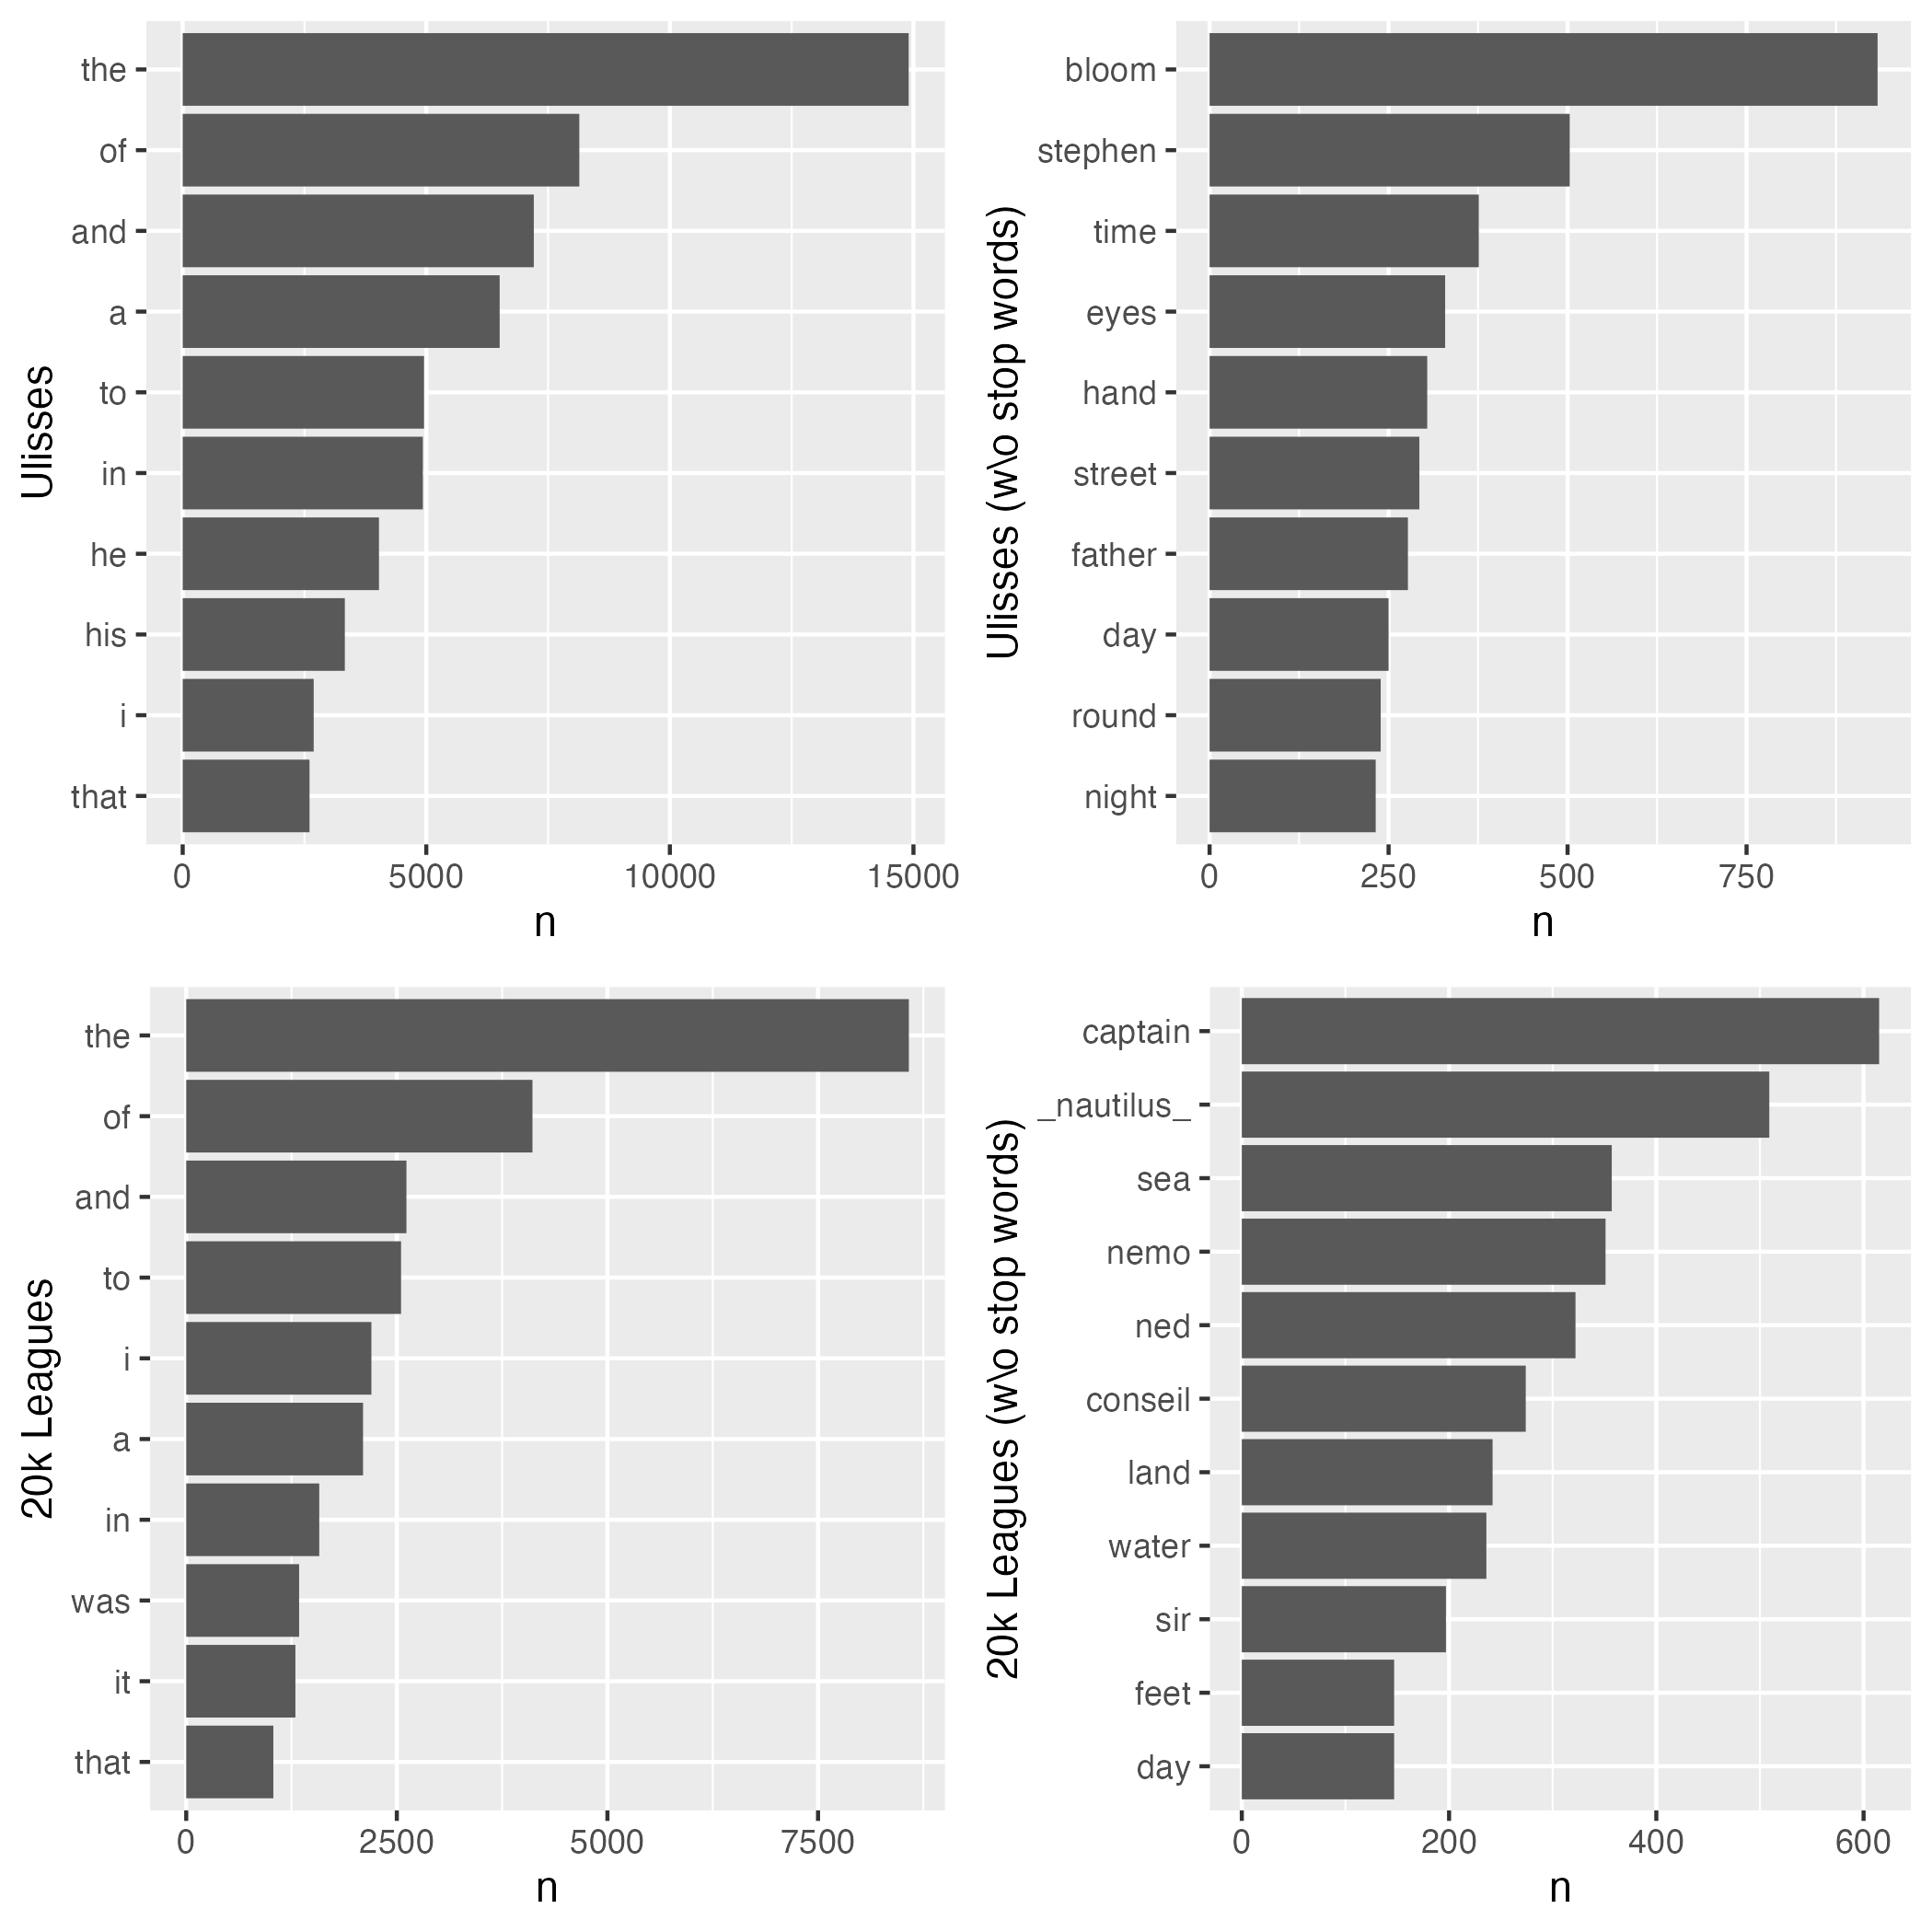 Ulisses
the
of
and
a
to
in
he
his
i
that
0 5000 10000 15000
n
Ulisses (w\o stop words)
bloom
stephen
time
eyes
hand
street
father
day
round
night
0 250 500 750
n
20k Leagues
the
of
and
to
i
a
in
was
it
that
0 2500 5000 7500
n
20k Leagues (w\o stop words)
captain
_nautilus_
sea
nemo
ned
conseil
land
water
sir
feet
day
0 200 400 600
n